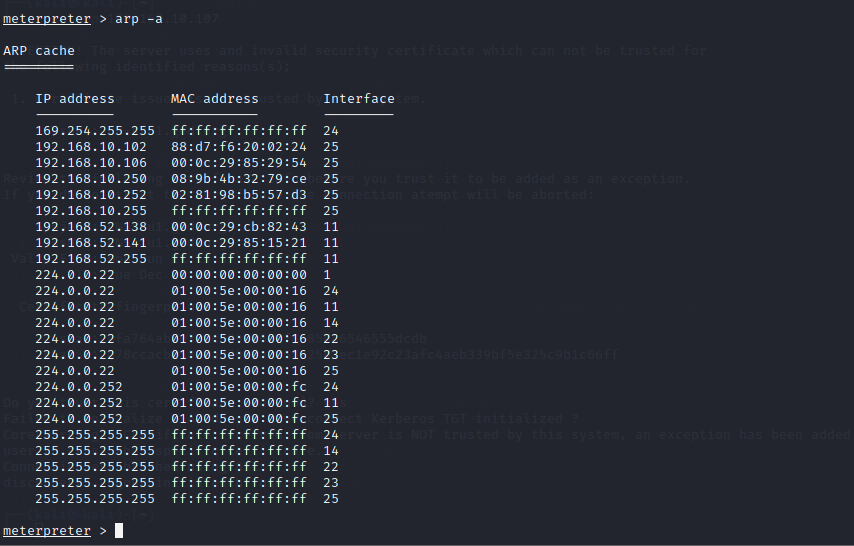 meterpreter > arp -a
ARP cache
=========
IP address MAC address Interface
---------- ----------- ---------
169.254.255.255 ff:ff:ff:ff:ff:ff 24
192.168.10.102 88:d7:f6:20:02:24 25
192.168.10.106 00:0c:29:85:29:54 25
192.168.10.250 08:9b:4b:32:79:ce 25
192.168.10.252 02:81:98:b5:57:d3 25
192.168.10.255 ff:ff:ff:ff:ff:ff 25
192.168.52.138 00:0c:29:cb:82:43 11
192.168.52.141 00:0c:29:85:15:21 11
192.168.52.255 ff:ff:ff:ff:ff:ff 11
224.0.0.22 00:00:00:00:00:00 1
224.0.0.22 01:00:5e:00:00:16 24
224.0.0.22 01:00:5e:00:00:16 11
224.0.0.22 01:00:5e:00:00:16 14
224.0.0.22 01:00:5e:00:00:16 22
224.0.0.22 01:00:5e:00:00:16 23
224.0.0.22 01:00:5e:00:00:16 25
224.0.0.252 01:00:5e:00:00:fc 24
224.0.0.252 01:00:5e:00:00:fc 11
224.0.0.252 01:00:5e:00:00:fc 25
255.255.255.255 ff:ff:ff:ff:ff:ff 24
255.255.255.255 ff:ff:ff:ff:ff:ff 14
255.255.255.255 ff:ff:ff:ff:ff:ff 22
255.255.255.255 ff:ff:ff:ff:ff:ff 23
255.255.255.255 ff:ff:ff:ff:ff:ff 25
meterpreter >